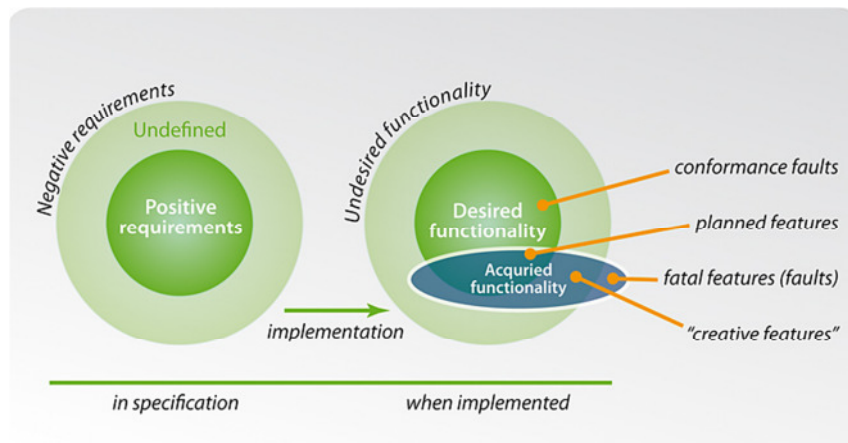 Negative requirements
Undefined
Positive
requirements
Undesired functionality
Desired
functionality
Acquried
functionality
conformance faults
planned features
fatal features (faults)
"creative features"
implementation
in specification
when implemented